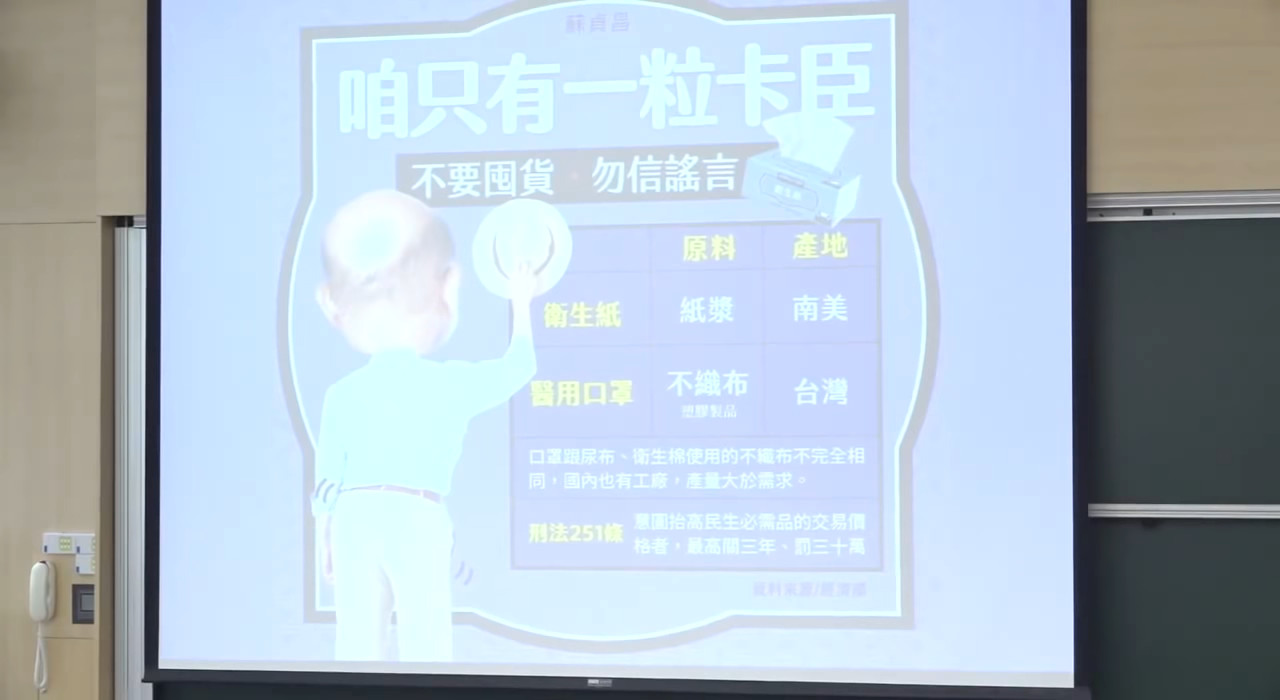 蘇貞昌
咱只有一粒卡臣
不要囤貨 勿信謠言
衛生紙
原料 產地
衛生紙 紙漿 南美
醫用口罩 不織布 台灣
塑膠製品
口罩跟尿布、衛生棉使用的不織布不完全相
同，國內也有工廠，產量大於需求。
刑法251條 意圖抬高民生必需品的交易價
格者，最高關三年、罰三十萬
資料來源/經濟部